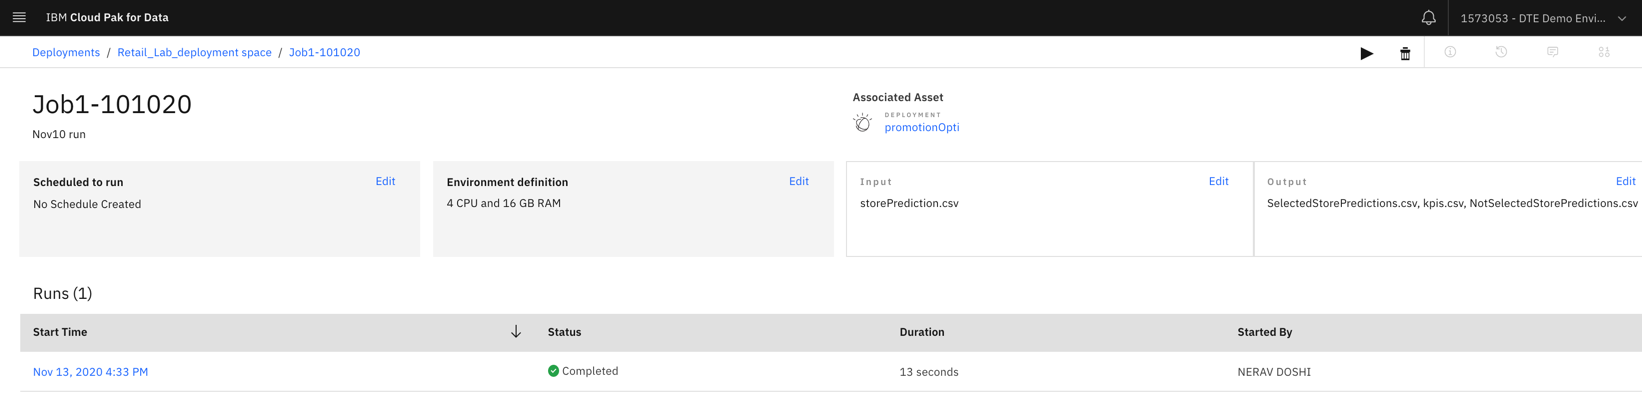 IBM Cloud Pak for Data
1573053 - DTE Demo Envi...
Deployments / Retail_Lab_deployment space / Job1-101020
Job1-101020
Nov10 run
Associated Asset
DEPLOYMENT
promotionOpti
Scheduled to run Edit
No Schedule Created
Environment definition Edit
4 CPU and 16 GB RAM
Input Edit
storePrediction.csv
Output Edit
SelectedStorePredictions.csv, kpis.csv, NotSelectedStorePredictions.csv
Runs (1)
Start Time Status Duration Started By
Nov 13, 2020 4:33 PM Completed 13 seconds NERAV DOSHI